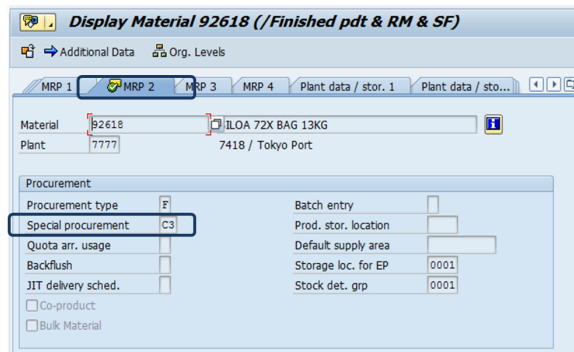 Display Material 92618 (/Finished pdt & RM & SF)
Additional Data Org. Levels
MRP 1 MRP 2 MRP 3 MRP 4 Plant data / stor. 1 Plant data / sto...
Material 92618 ILOA 72X BAG 13KG
Plant 7777 7418 / Tokyo Port
Procurement
Procurement type F Batch entry
Special procurement C3 Prod. stor. location
Quota arr. usage Default supply area
Backflush Storage loc. for EP 0001
JIT delivery sched. Stock det. grp 0001
Co-product
Bulk Material